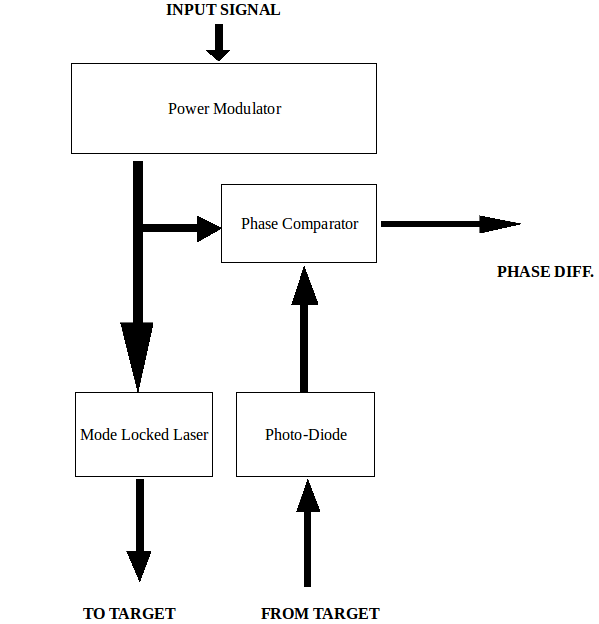 INPUT SIGNAL
Power Modulator
Phase Comparator
PHASE DIFF.
Mode Locked Laser
Photo-Diode
TO TARGET
FROM TARGET